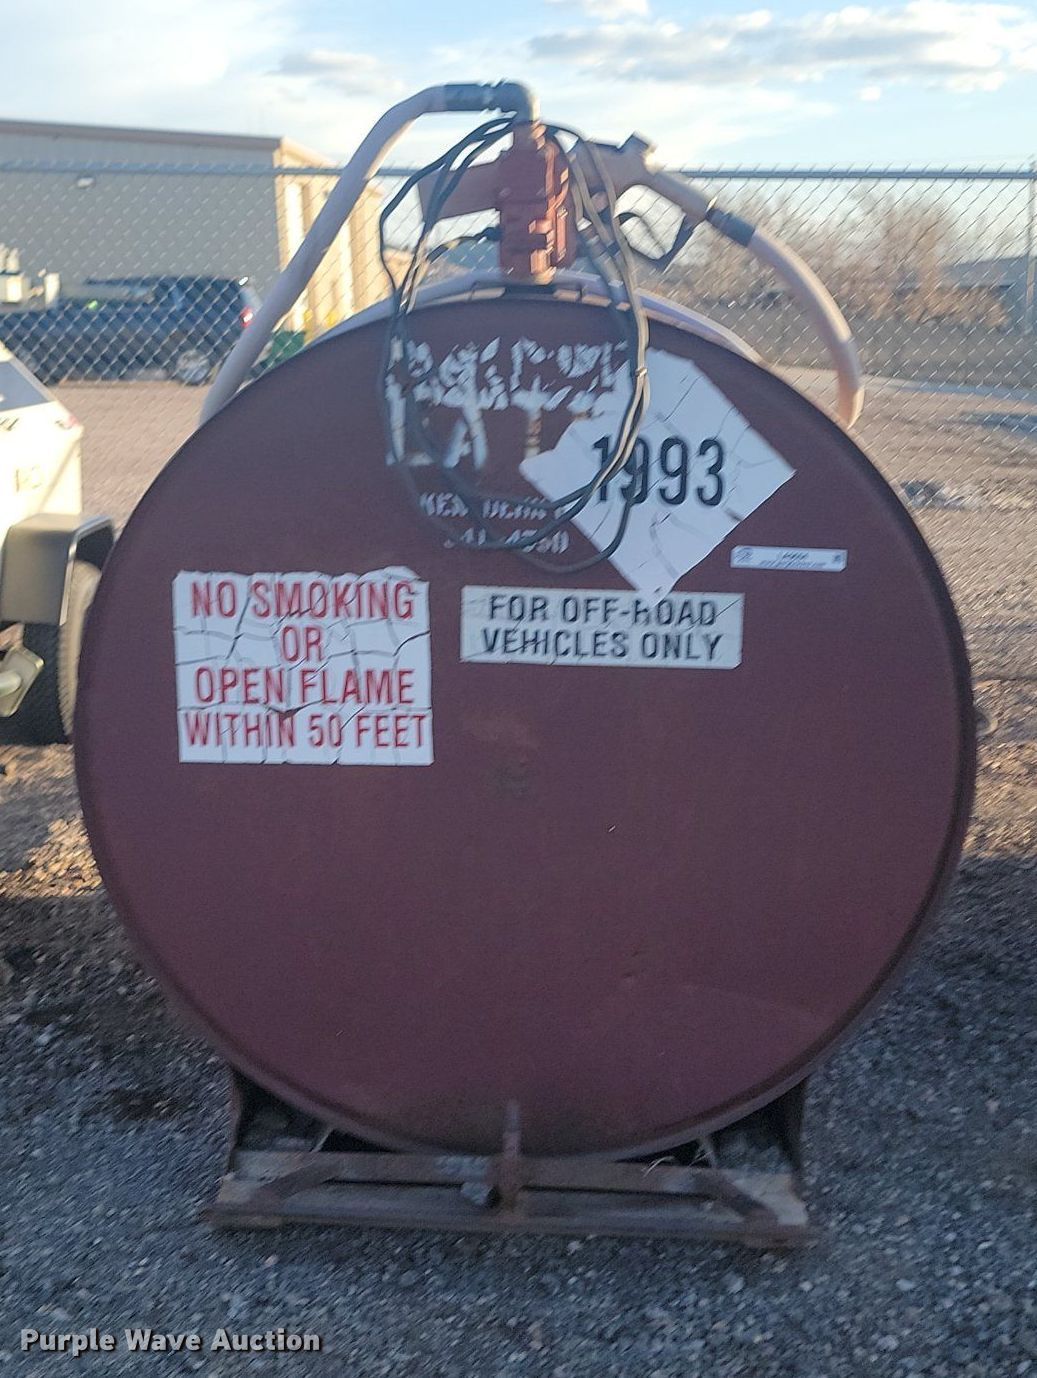 1993
NO SMOKING
OR
OPEN FLAME
WITHIN 50 FEET
FOR OFF-ROAD
VEHICLES ONLY
Purple Wave Auction